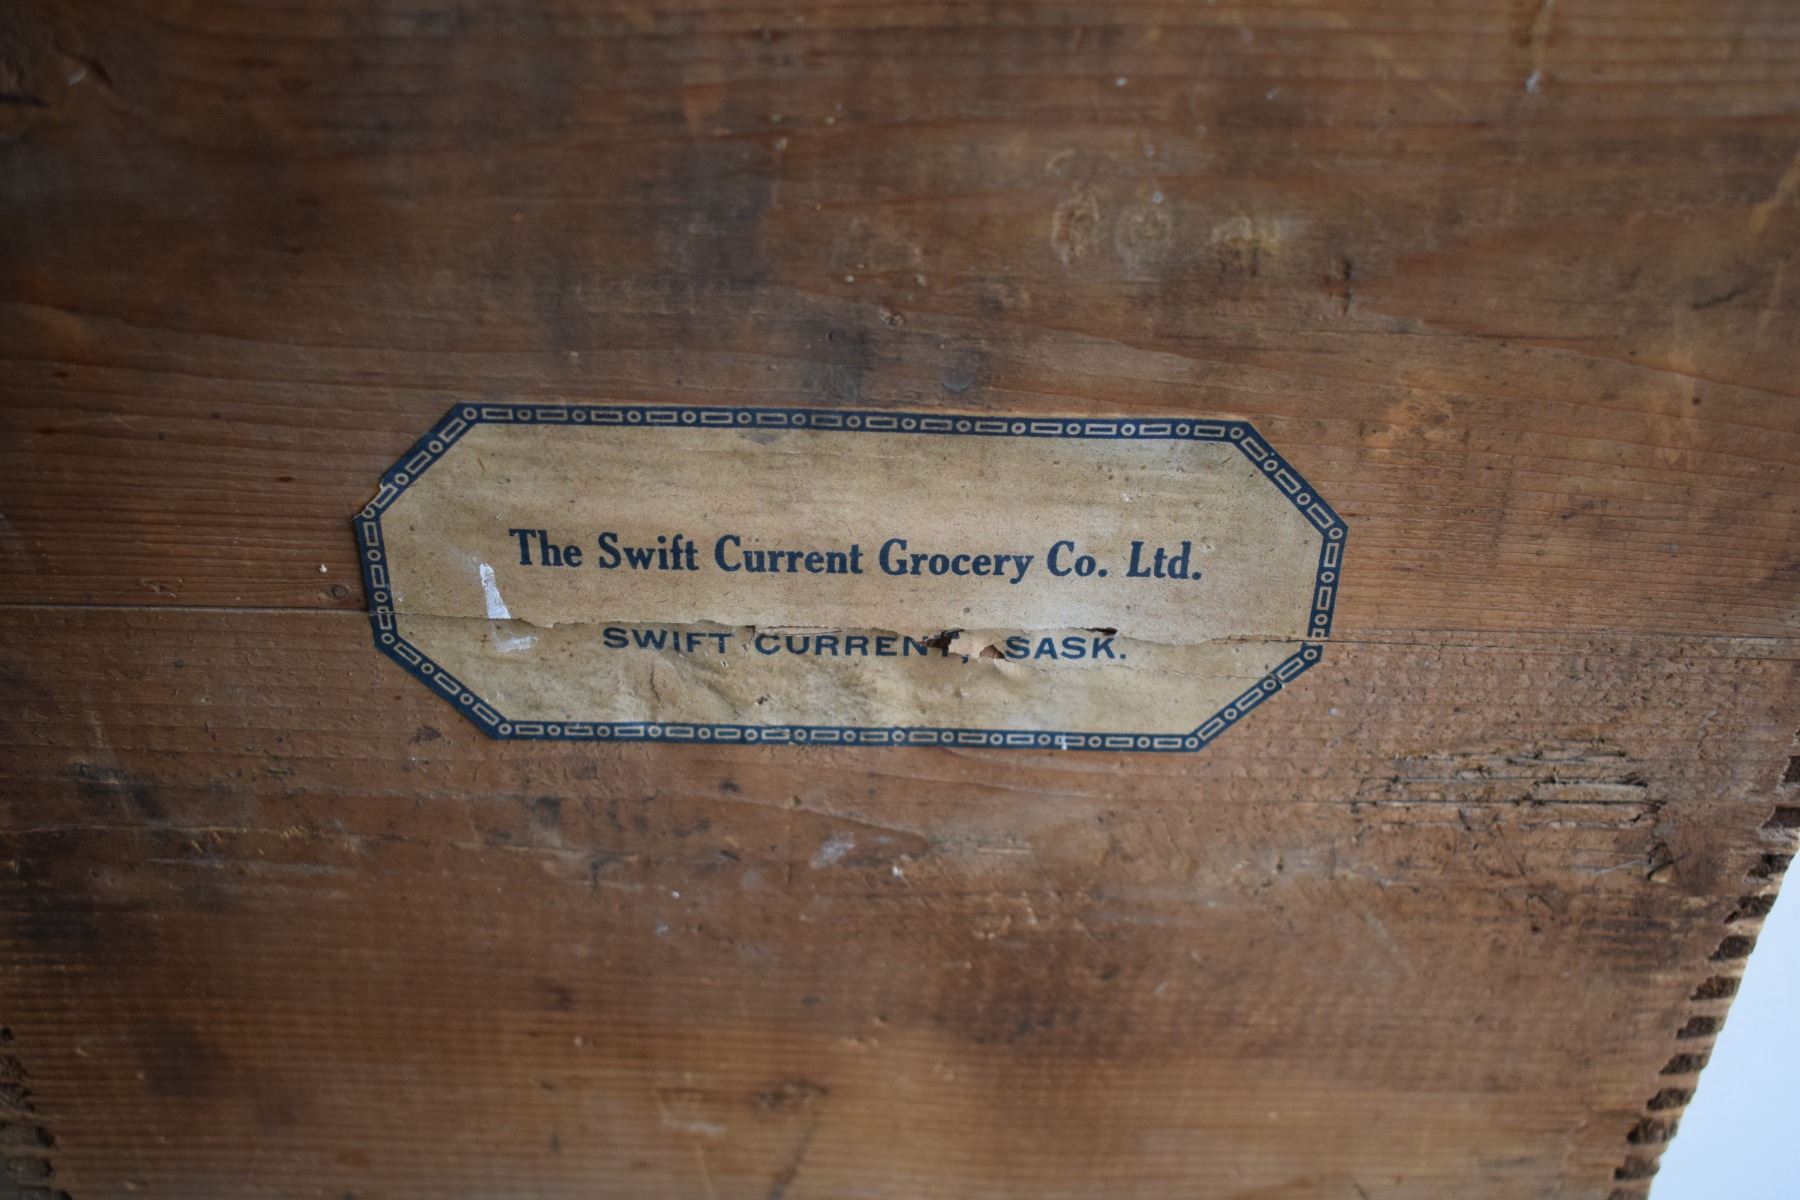 The Swift Current Grocery Co. Ltd.
SWIFT CURRENT, SASK.